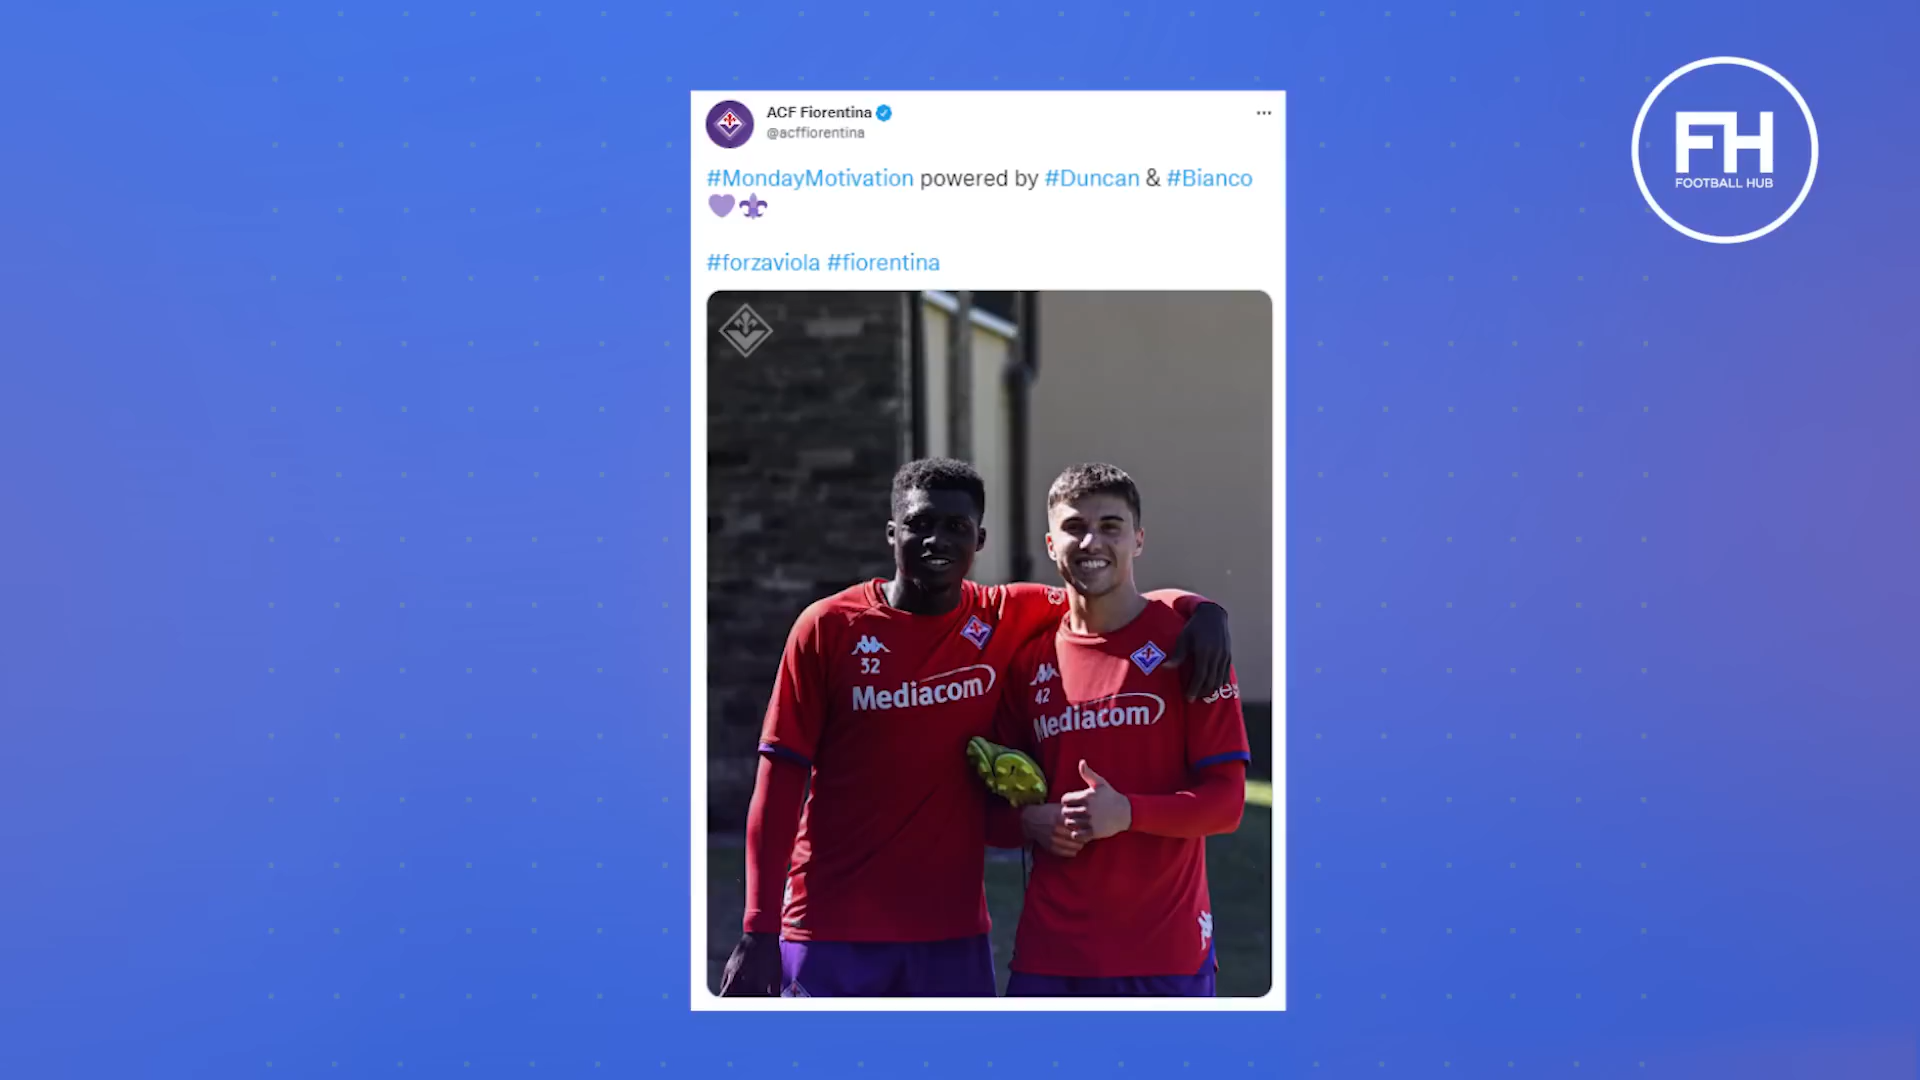 ACF Fiorentina
@acffiorentina
#MondayMotivation powered by #Duncan & #Bianco
💜⚜
#forzaviola #fiorentina
FH
FOOTBALL HUB
32
Mediacom
42
Mediacom